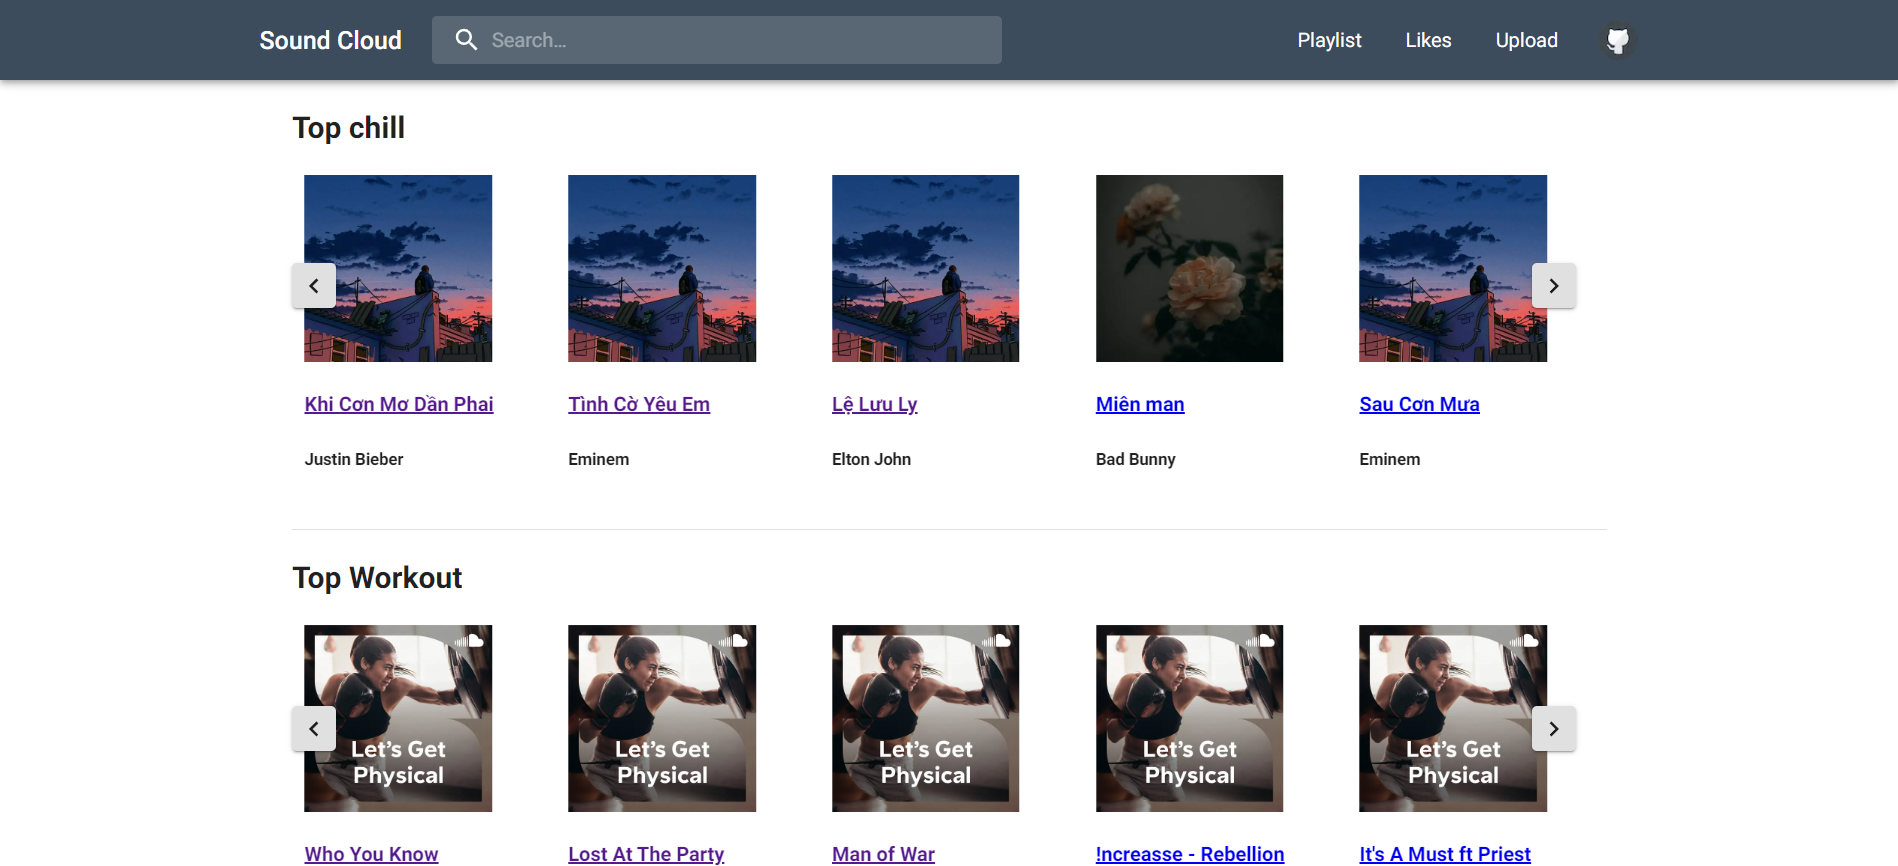 Sound Cloud
Search...
Playlist
Likes
Upload
Top chill
Khi Cơn Mơ Dần Phai
Tình Cờ Yêu Em
Lệ Lưu Ly
Miên man
Sau Cơn Mưa
Justin Bieber
Eminem
Elton John
Bad Bunny
Eminem
Top Workout
Let's Get
Physical
Let's Get
Physical
Let's Get
Physical
Let's Get
Physical
Let's Get
Physical
Who You Know
Lost At The Party
Man of War
!ncreasse - Rebellion
It's A Must ft Priest